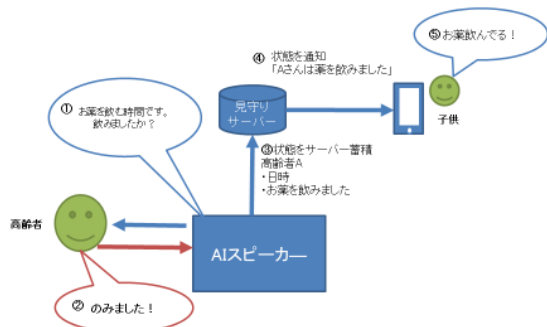 ① お薬を飲む時間です。
飲みましたか？
高齢者
② のみました！
AIスピーカー
③状態をサーバー蓄積
高齢者A
・日時
・お薬を飲みました
見守り
サーバー
④ 状態を通知
「Aさんは薬を飲みました」
⑤お薬飲んでる！
子供